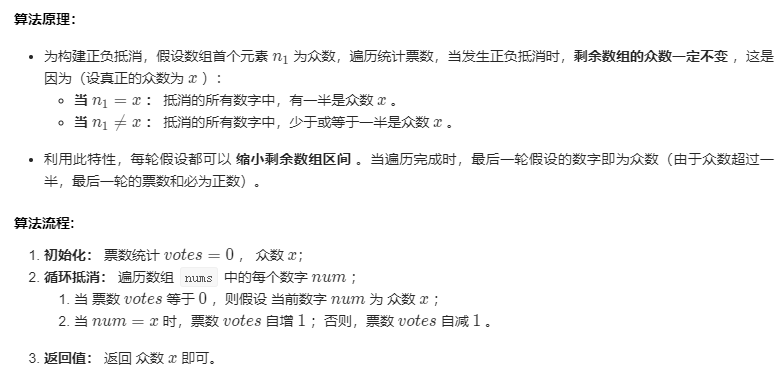 算法原理：
• 为构建正负抵消，假设数组首个元素 n₁ 为众数，遍历统计票数，当发生正负抵消时，剩余数组的众数一定不变 ，这是
因为（设真正的众数为 x ）：
◦ 当 n₁ = x ： 抵消的所有数字中，有一半是众数 x 。
◦ 当 n₁ ≠ x ： 抵消的所有数字中，少于或等于一半是众数 x 。
• 利用此特性，每轮假设都可以 缩小剩余数组区间 。当遍历完成时，最后一轮假设的数字即为众数（由于众数超过一
半，最后一轮的票数和必为正数）。
算法流程：
1. 初始化： 票数统计 votes = 0 ， 众数 x；
2. 循环抵消： 遍历数组 nums 中的每个数字 num ；
1. 当 票数 votes 等于 0 ，则假设 当前数字 num 为 众数 x ；
2. 当 num = x 时，票数 votes 自增 1 ；否则，票数 votes 自减 1 。
3. 返回值： 返回 众数 x 即可。